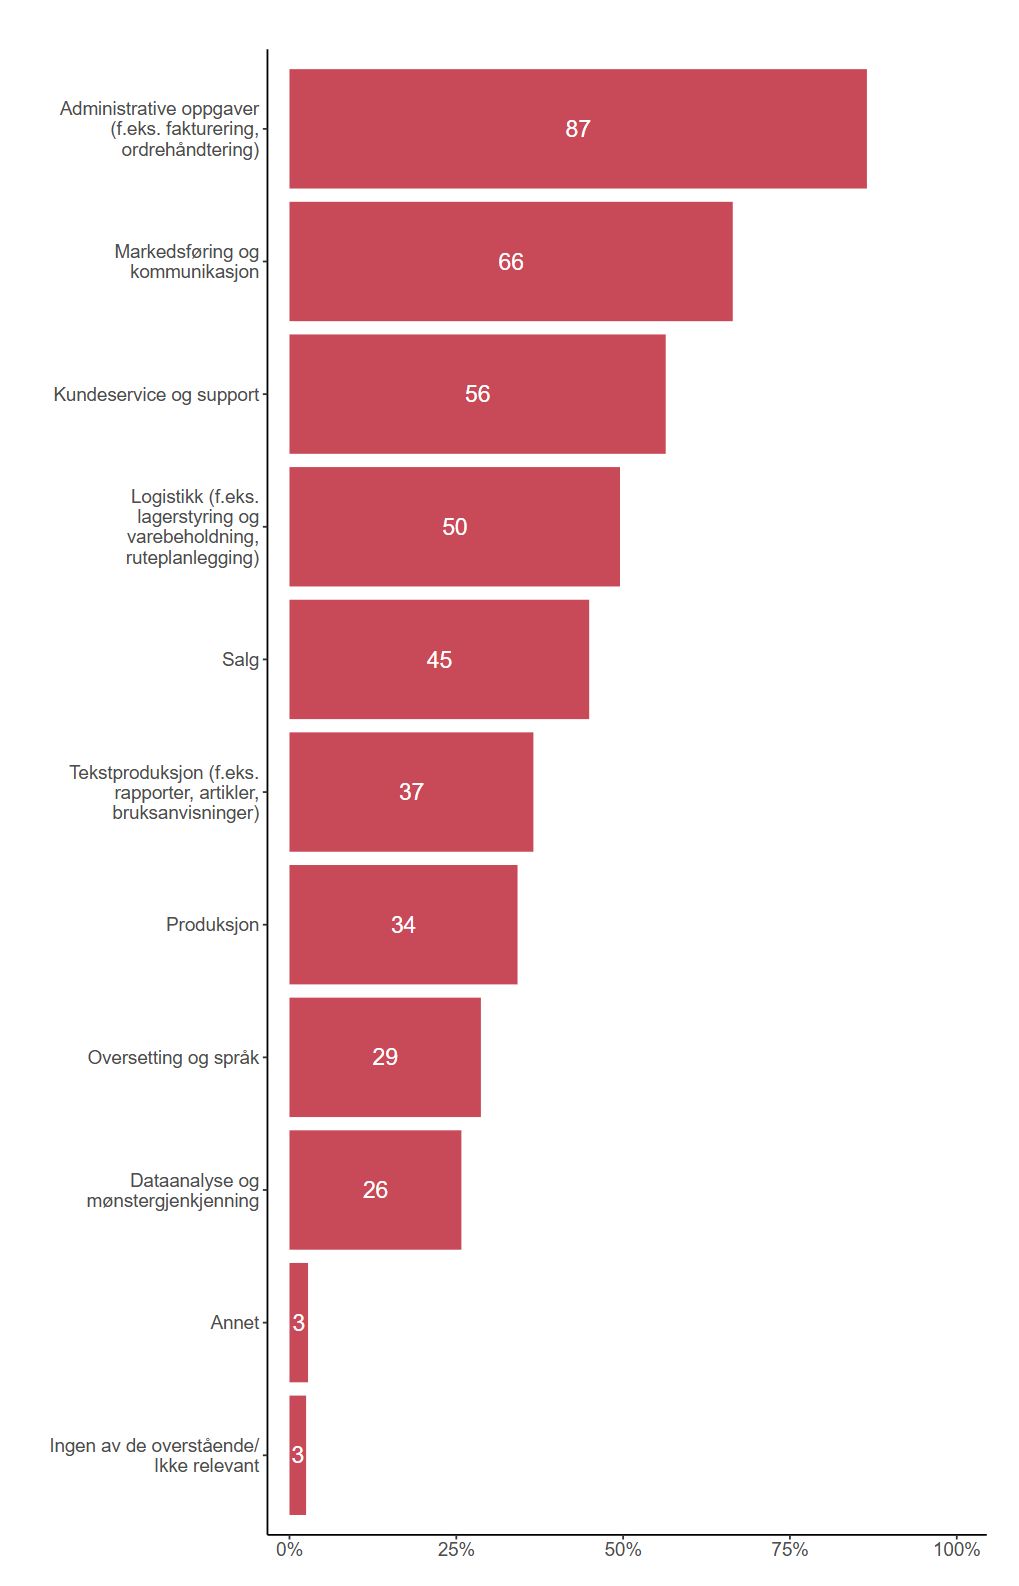 Administrative oppgaver
(f.eks. fakturering,
ordrehåndtering)
87
Markedsføring og
kommunikasjon
66
Kundeservice og support
56
Logistikk (f.eks.
lagerstyring og
varebeholdning,
ruteplanlegging)
50
Salg
45
Tekstproduksjon (f.eks.
rapporter, artikler,
bruksanvisninger)
37
Produksjon
34
Oversetting og språk
29
Dataanalyse og
mønstergjenkjenning
26
Annet
3
Ingen av de overstående/
Ikke relevant
3
0%
25%
50%
75%
100%